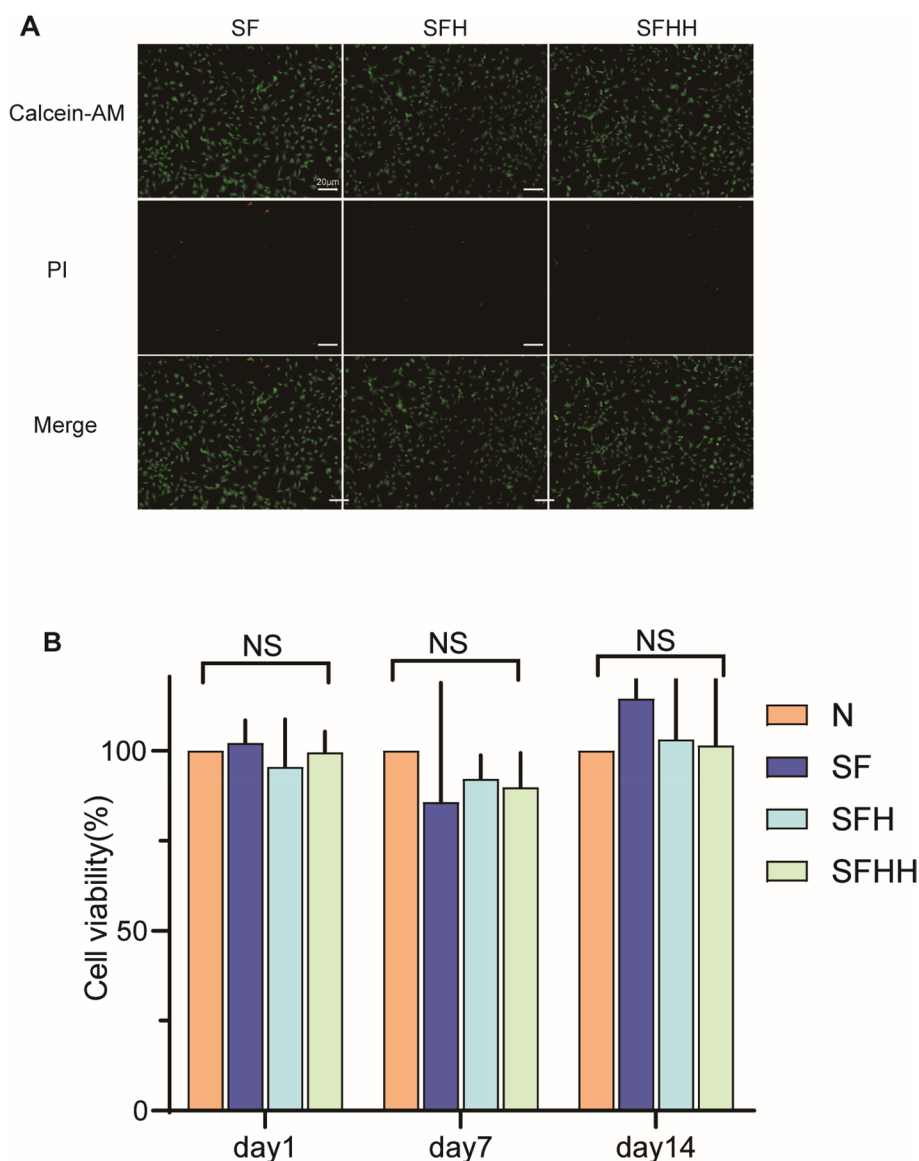 A
SF SFH SFHH
Calcein-AM
20μm
PI
Merge
B
NS NS NS
100
50
0
Cell viability(%)
day1 day7 day14
N
SF
SFH
SFHH